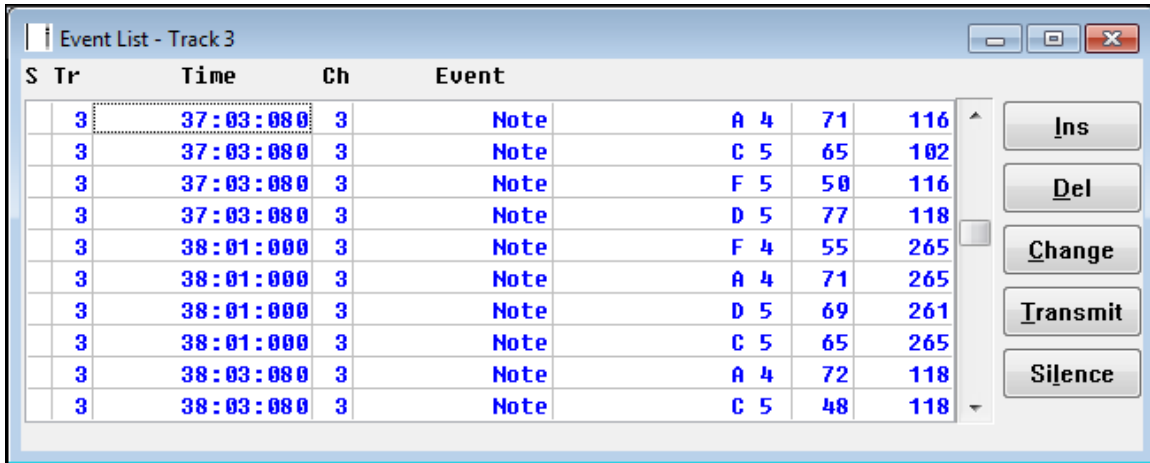 Event List - Track 3
S Tr Time Ch Event
3 37:03:080 3 Note A 4 71 116
3 37:03:080 3 Note C 5 65 102
3 37:03:080 3 Note F 5 50 116
3 37:03:080 3 Note D 5 77 118
3 38:01:000 3 Note F 4 55 265
3 38:01:000 3 Note A 4 71 265
3 38:01:000 3 Note D 5 69 261
3 38:01:000 3 Note C 5 65 265
3 38:03:080 3 Note A 4 72 118
3 38:03:080 3 Note C 5 48 118
Ins
Del
Change
Transmit
Silence